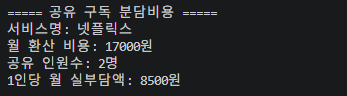 ===== 공유 구독 분담비용 =====
서비스명: 넷플릭스
월 환산 비용: 17000원
공유 인원수: 2명
1인당 월 실부담액: 8500원